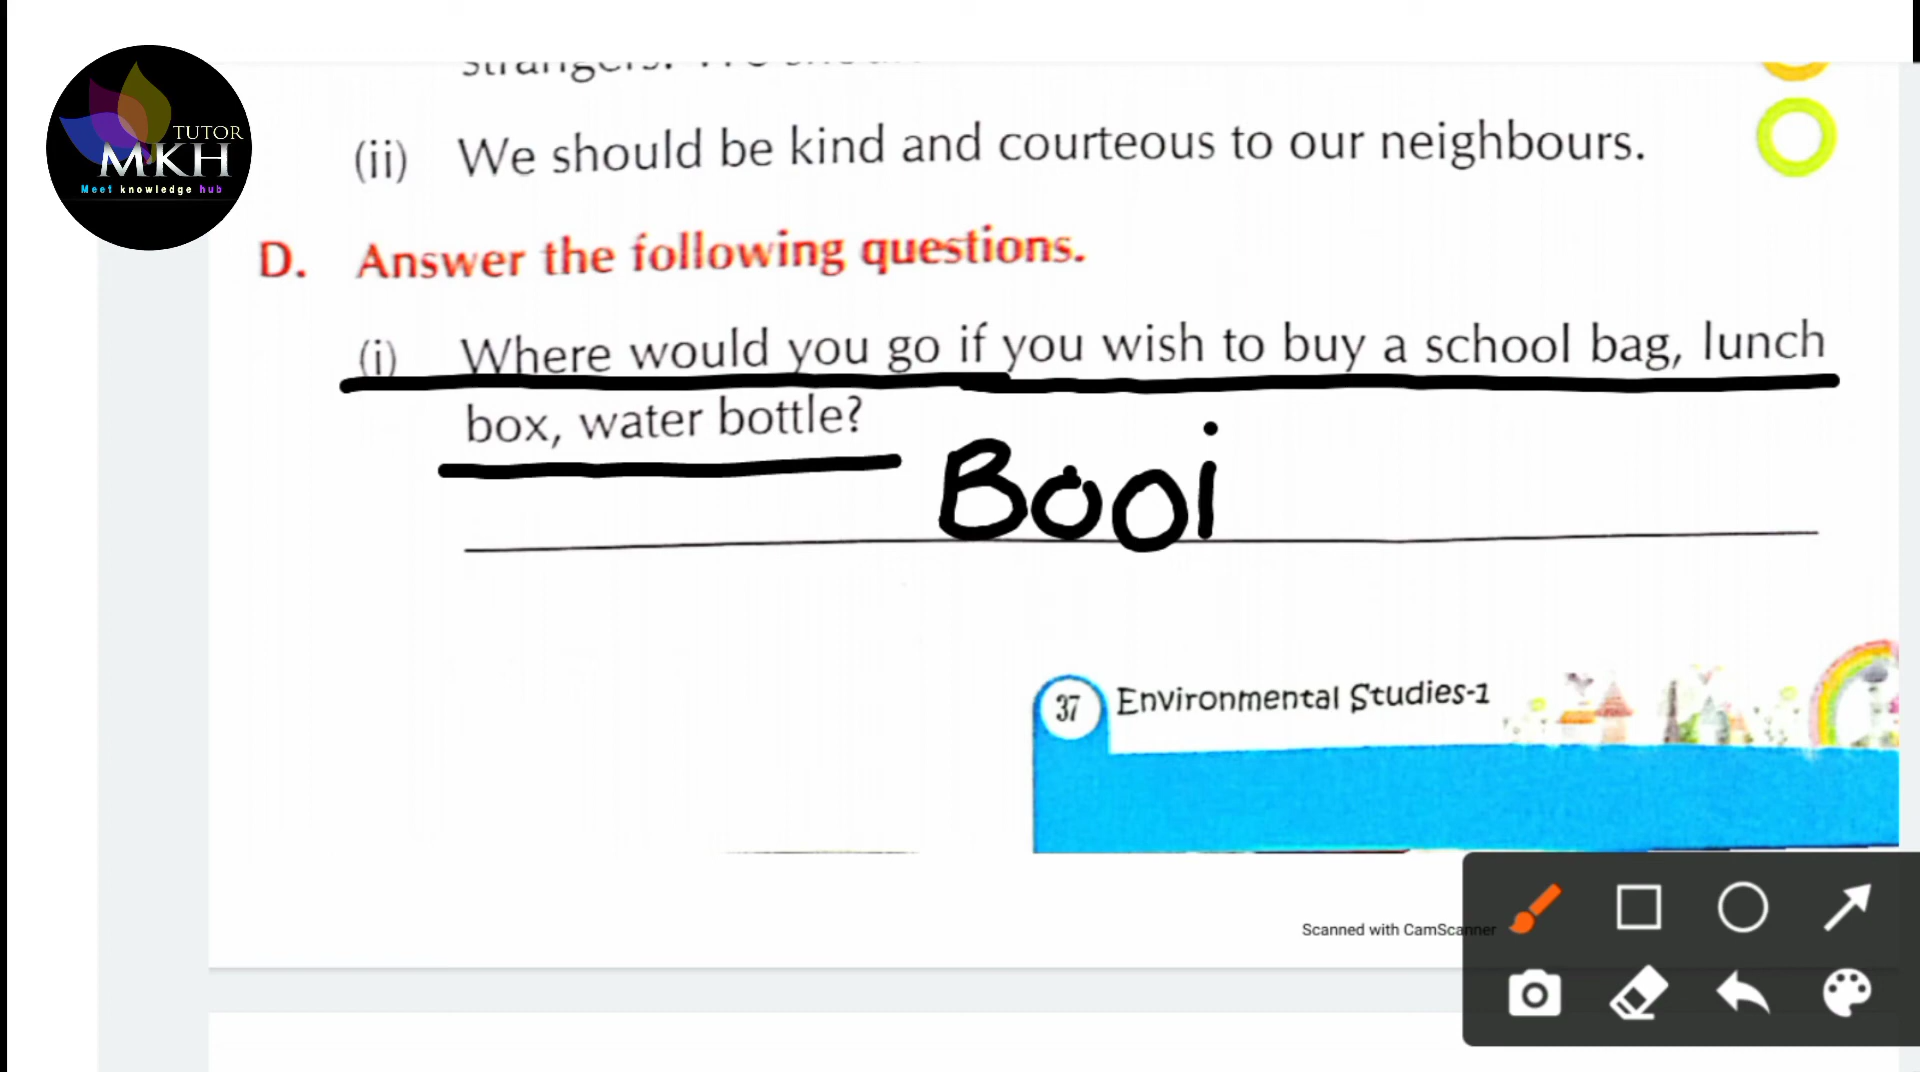 TUTOR
MKH
Meet knowledge hub
(ii) We should be kind and courteous to our neighbours.
D. Answer the following questions.
(i) Where would you go if you wish to buy a school bag, lunch
box, water bottle?
Booi
37 Environmental Studies-1
Scanned with CamScanner